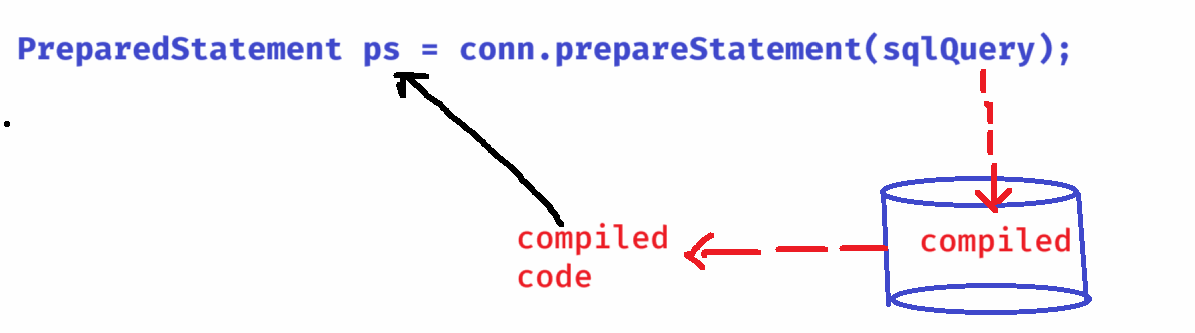 PreparedStatement ps = conn.prepareStatement(sqlQuery);
compiled
compiled
code